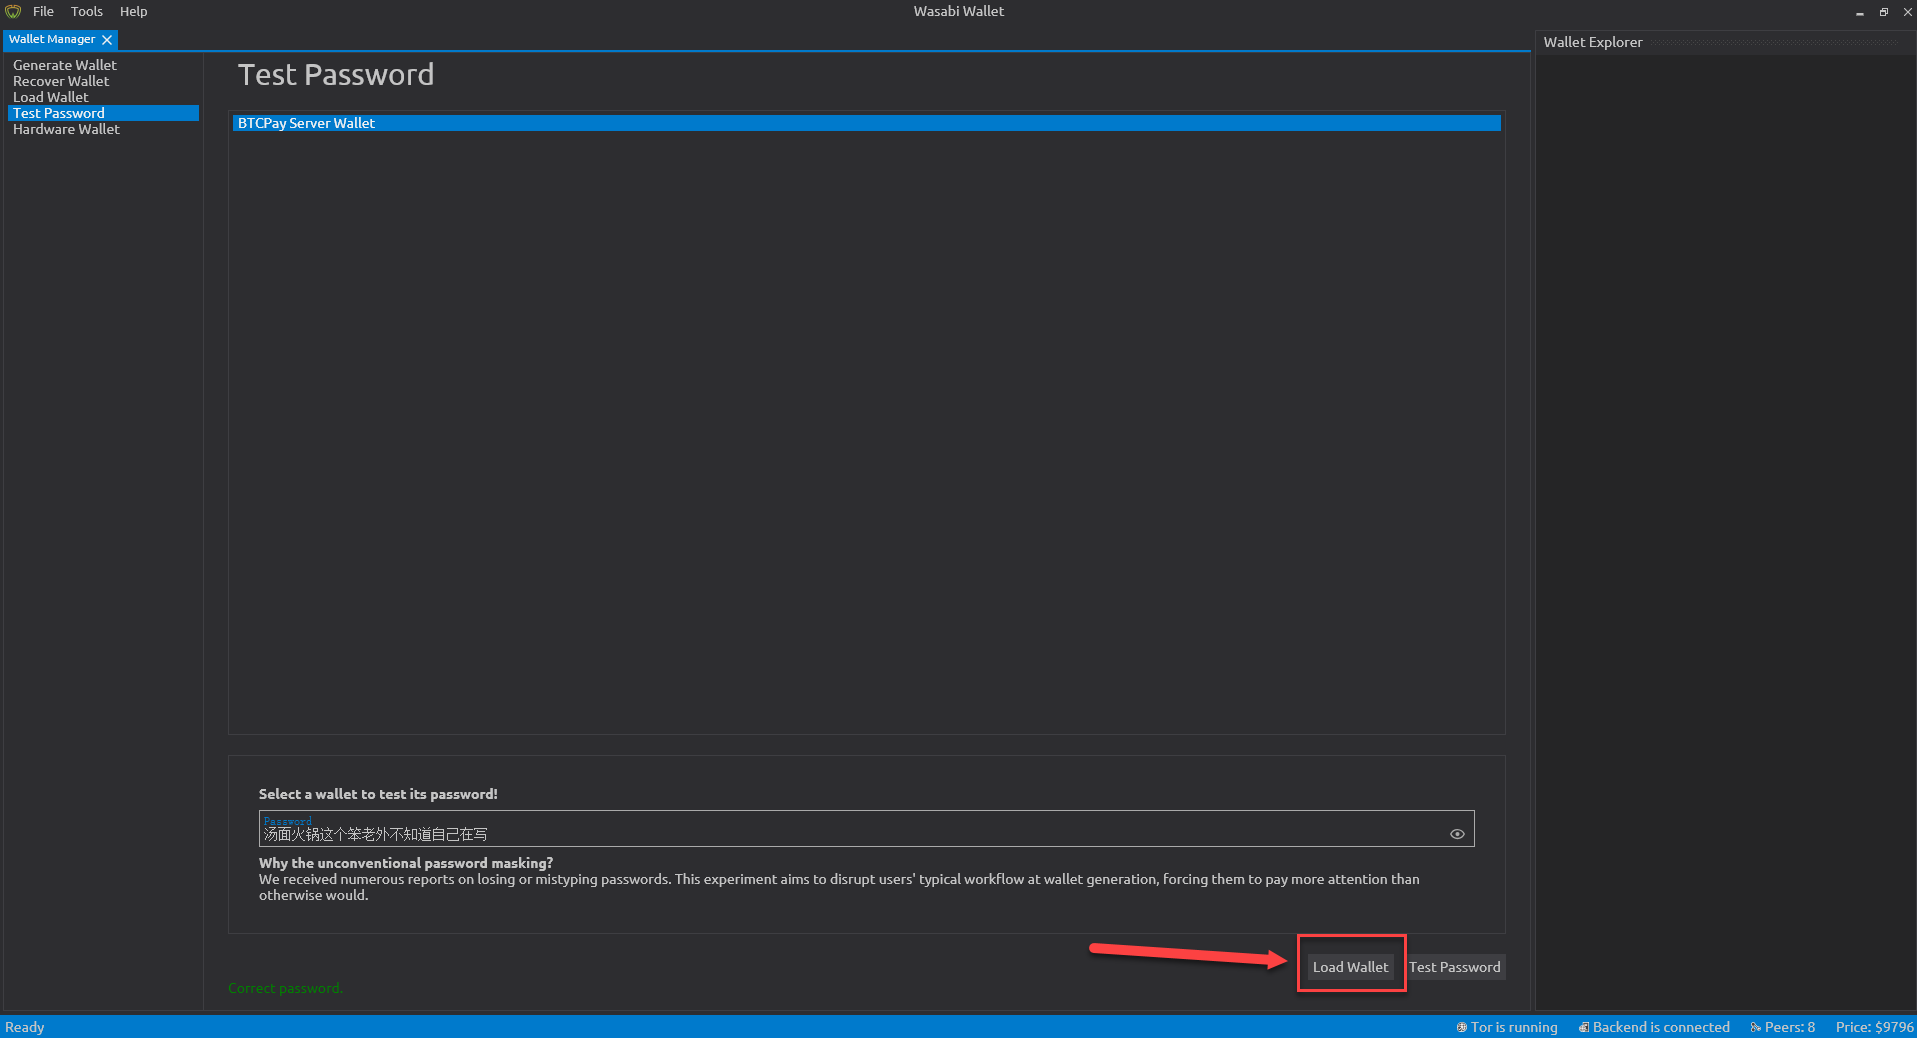 File Tools Help
Wasabi Wallet
Wallet Manager
Wallet Explorer
Generate Wallet
Recover Wallet
Load Wallet
Test Password
Hardware Wallet
Test Password
BTCPay Server Wallet
Select a wallet to test its password!
Password
汤面火锅这个笨老外不知道自己在写
Why the unconventional password masking?
We received numerous reports on losing or mistyping passwords. This experiment aims to disrupt users' typical workflow at wallet generation, forcing them to pay more attention than
otherwise would.
Load Wallet
Test Password
Correct password.
Ready
Tor is running
Backend is connected
Peers: 8
Price: $9796